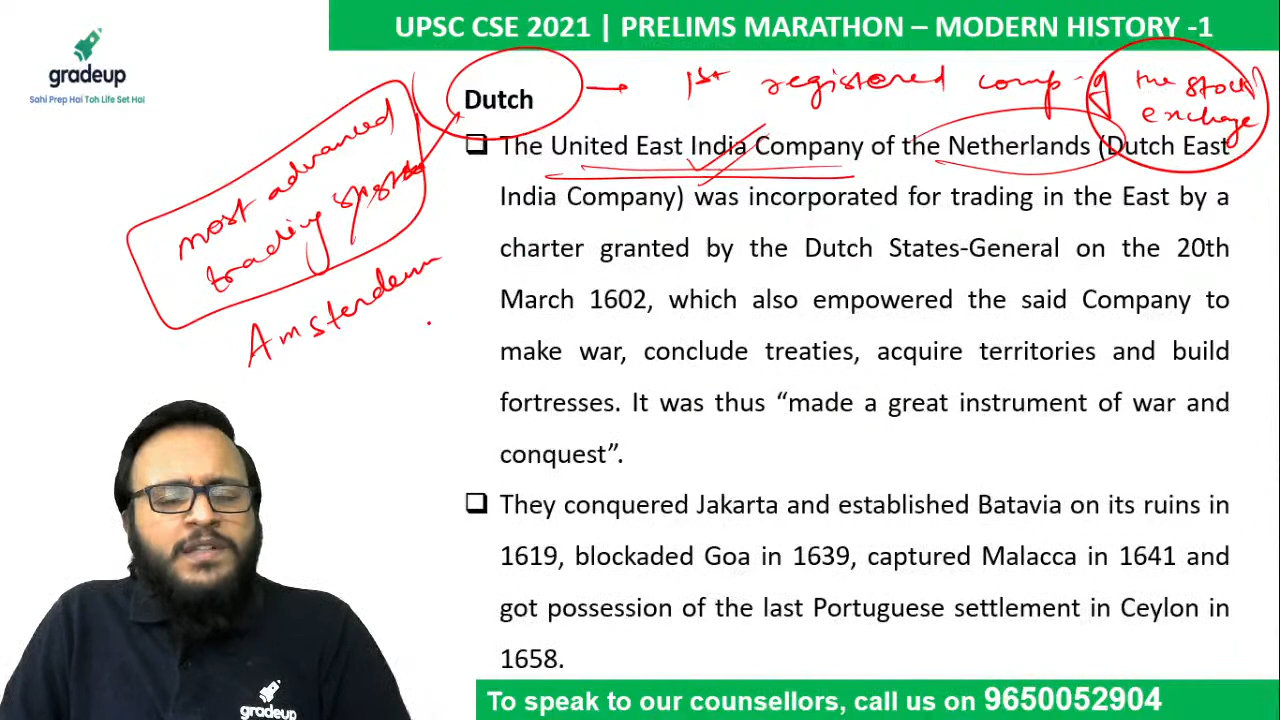 UPSC CSE 2021 | PRELIMS MARATHON – MODERN HISTORY -1
gradeup
Sahi Prep Hai Toh Life Set Hai
Dutch
1st registered comp - of the stock
exchange
most advanced
trading system
Amsterdam
❑ The United East India Company of the Netherlands (Dutch East
India Company) was incorporated for trading in the East by a
charter granted by the Dutch States-General on the 20th
March 1602, which also empowered the said Company to
make war, conclude treaties, acquire territories and build
fortresses. It was thus “made a great instrument of war and
conquest”.
❑ They conquered Jakarta and established Batavia on its ruins in
1619, blockaded Goa in 1639, captured Malacca in 1641 and
got possession of the last Portuguese settlement in Ceylon in
1658.
gradeup
To speak to our counsellors, call us on 9650052904